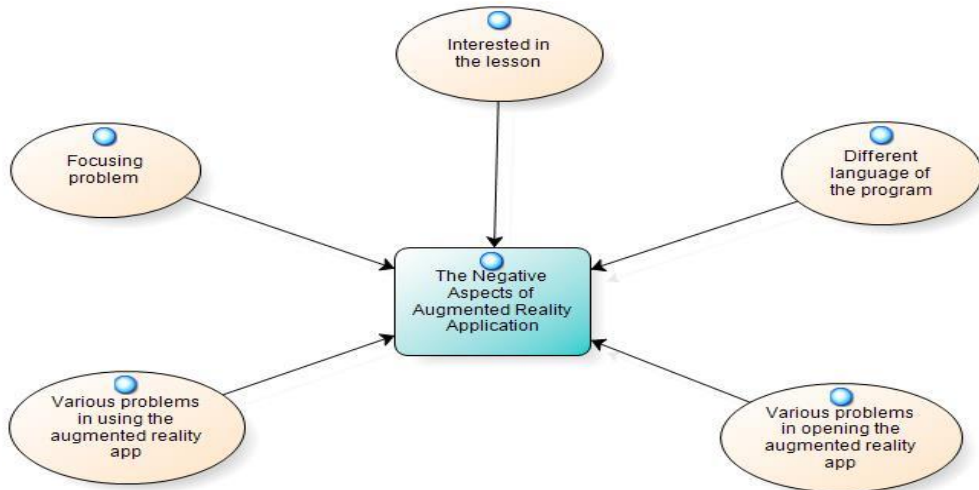 Interested in
the lesson
Focusing
problem
Different
language of
the program
The Negative
Aspects of
Augmented Reality
Application
Various problems
in using the
augmented reality
app
Various problems
in opening the
augmented reality
app